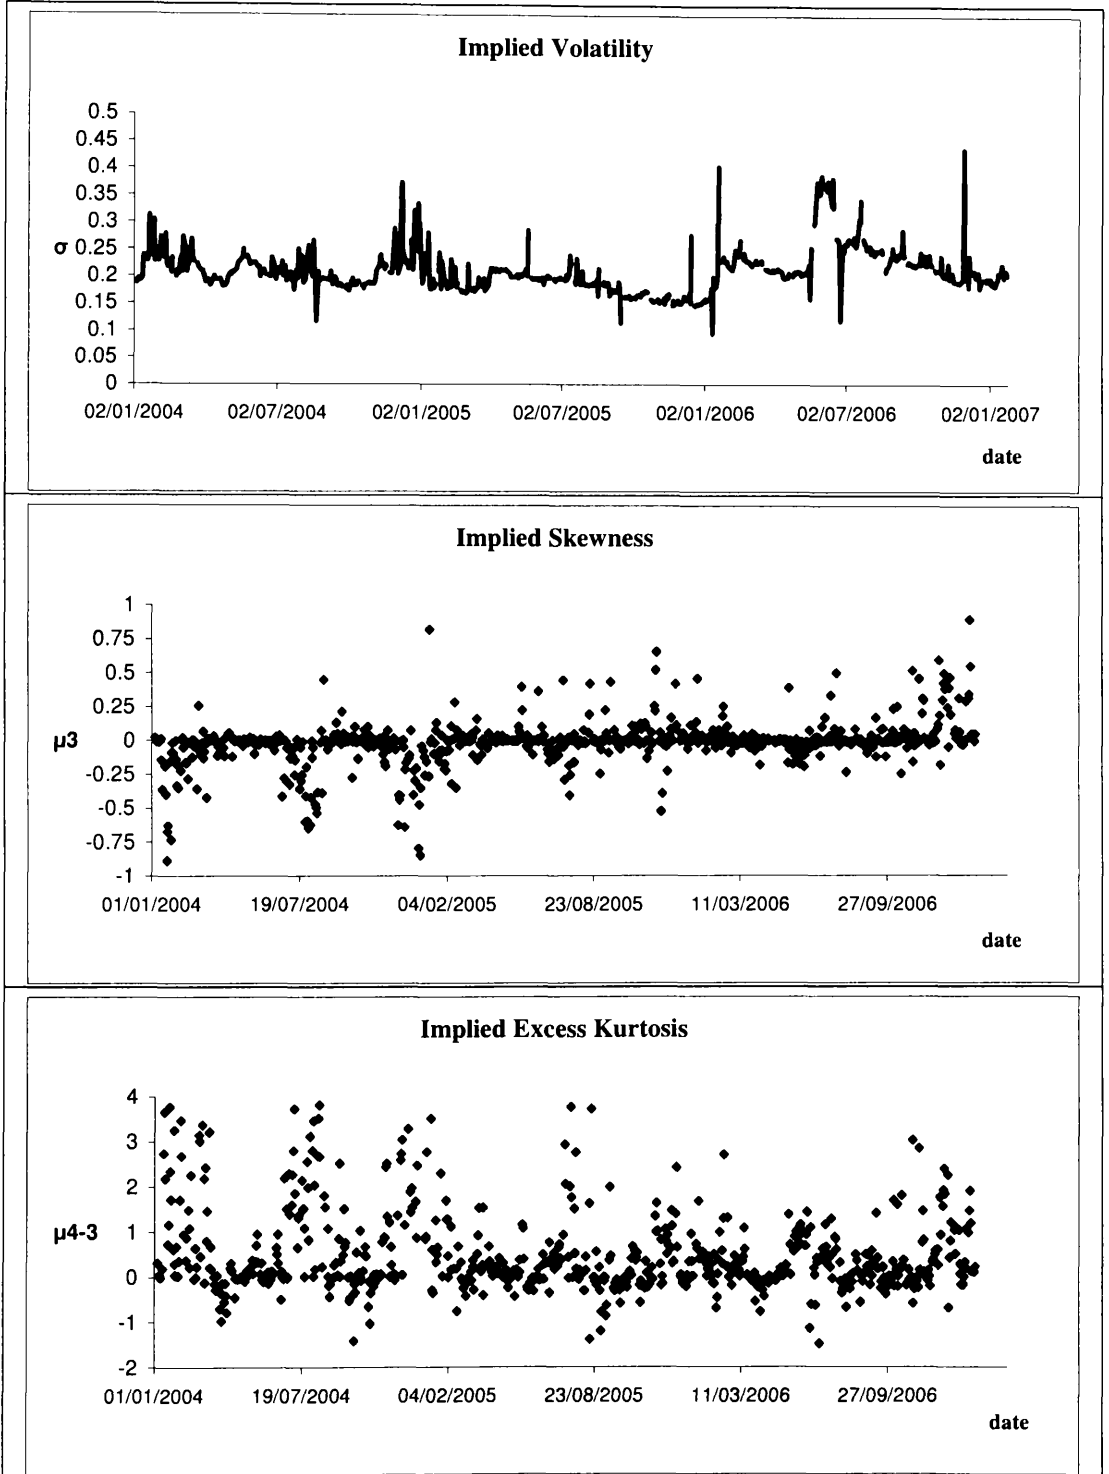 Implied Volatility
0.5
0.45
0.4
0.35
0.3
σ 0.25
0.2
0.15
0.1
0.05
0
02/01/2004 02/07/2004 02/01/2005 02/07/2005 02/01/2006 02/07/2006 02/01/2007
date
Implied Skewness
1
0.75
0.5
0.25
μ3 0
-0.25
-0.5
-0.75
-1
01/01/2004 19/07/2004 04/02/2005 23/08/2005 11/03/2006 27/09/2006
date
Implied Excess Kurtosis
4
3
2
μ4-3 1
0
-1
-2
01/01/2004 19/07/2004 04/02/2005 23/08/2005 11/03/2006 27/09/2006
date